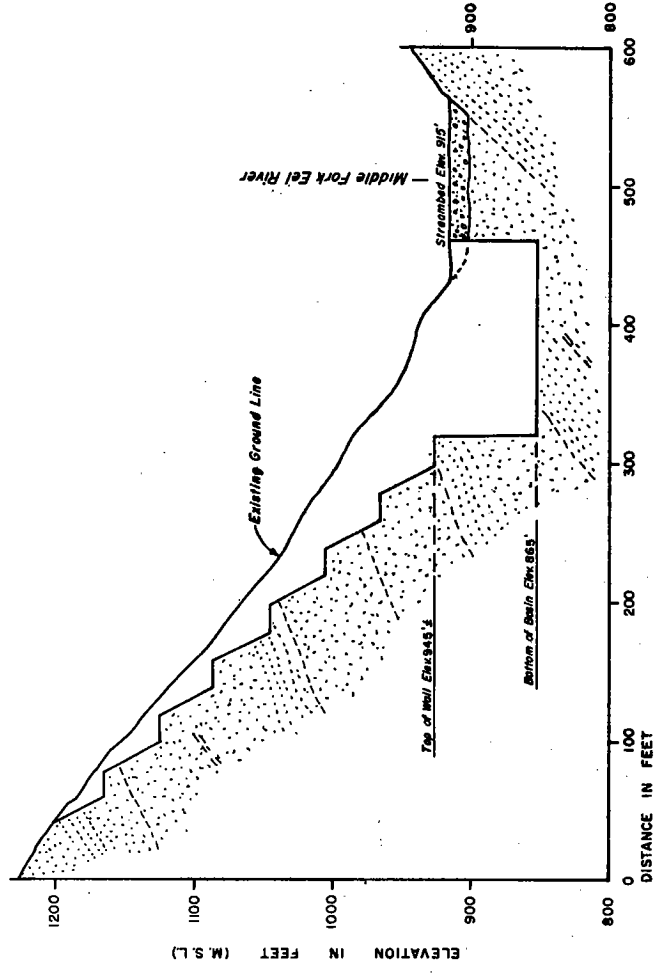 Existing Ground Line
Middle Fork Eel River
Streambed Elev. 915'
Top of Wall Elev. 945'±
Bottom of Basin Elev. 865'
1200
1100
1000
900
800
900
800
0
100
200
300
400
500
600
ELEVATION IN FEET (M.S.L.)
DISTANCE IN FEET